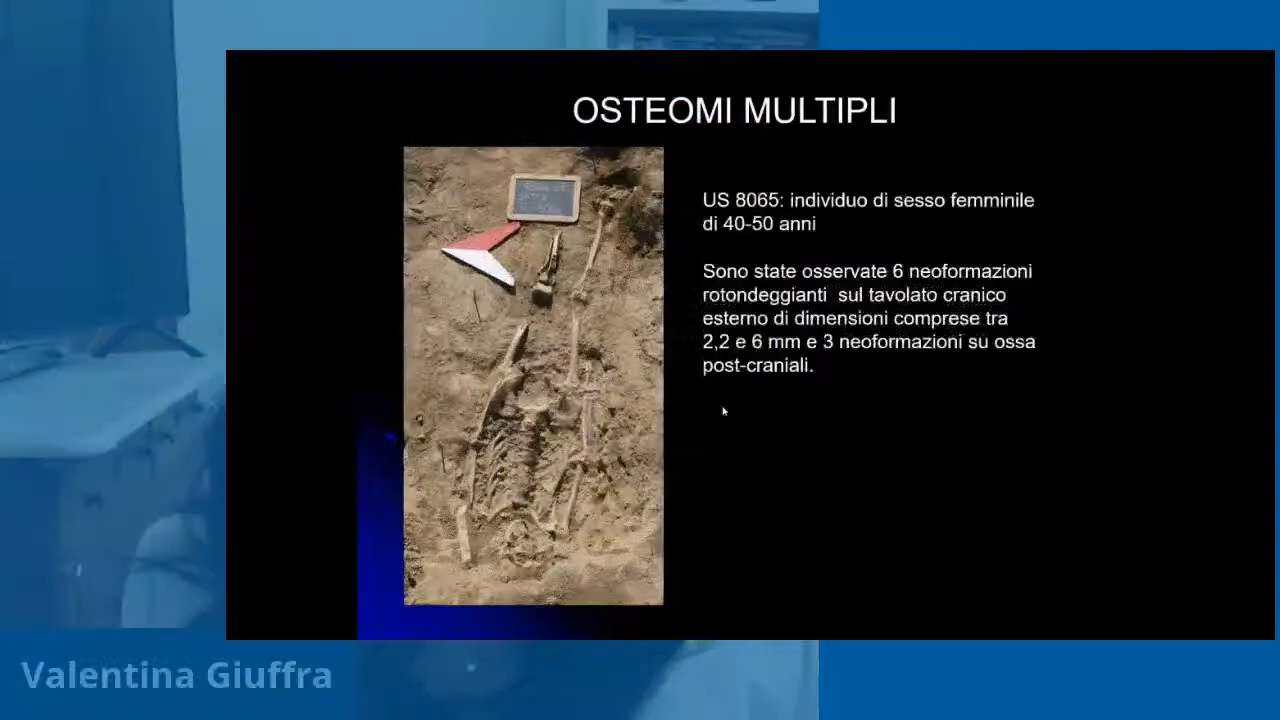 OSTEOMI MULTIPLI
US 8065: individuo di sesso femminile
di 40-50 anni
Sono state osservate 6 neoformazioni
rotondeggianti sul tavolato cranico
esterno di dimensioni comprese tra
2,2 e 6 mm e 3 neoformazioni su ossa
post-craniali.
Valentina Giuffra